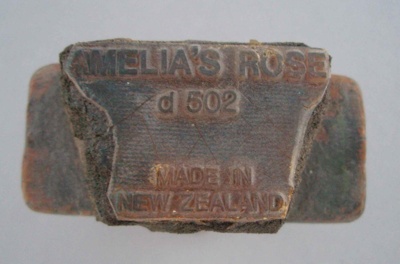 AMELIA'S ROSE
d 502
MADE IN
NEW ZEALAND